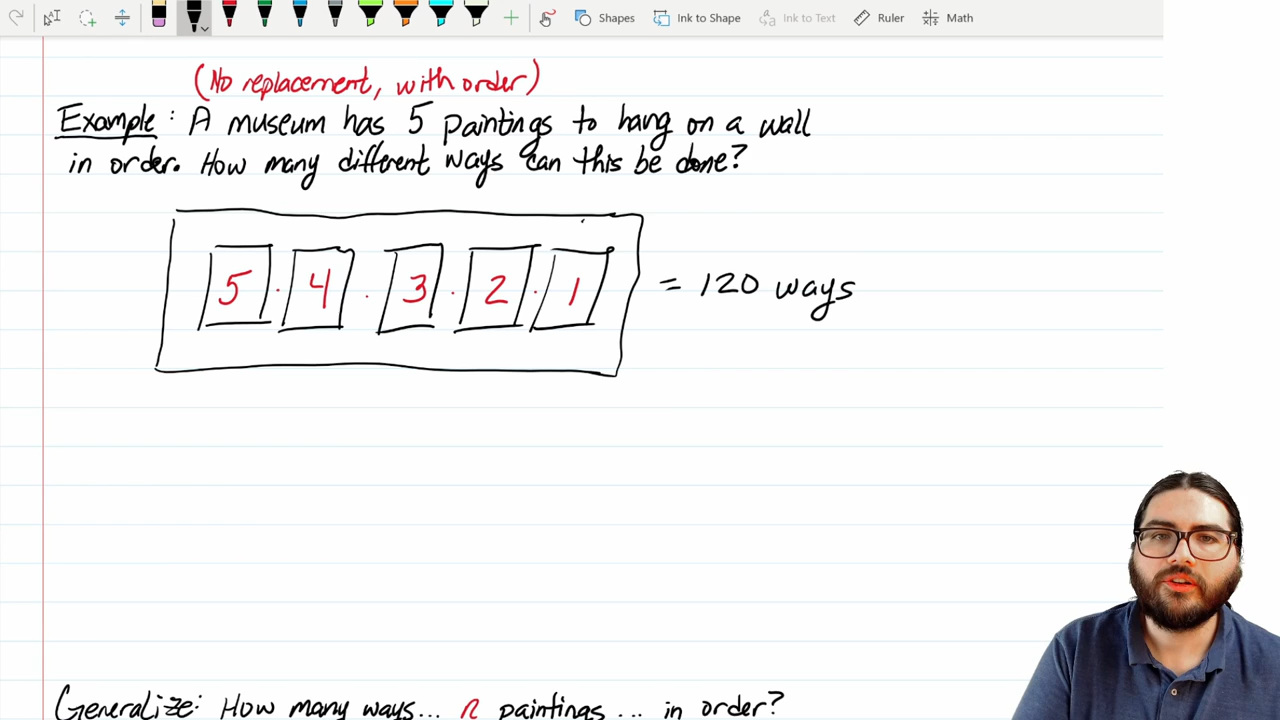 Shapes Ink to Shape Ink to Text Ruler Math
(No replacement, with order)
Example: A museum has 5 paintings to hang on a wall
in order. How many different ways can this be done?
5 · 4 · 3 · 2 · 1 = 120 ways
Generalize: How many ways... n paintings ... in order?